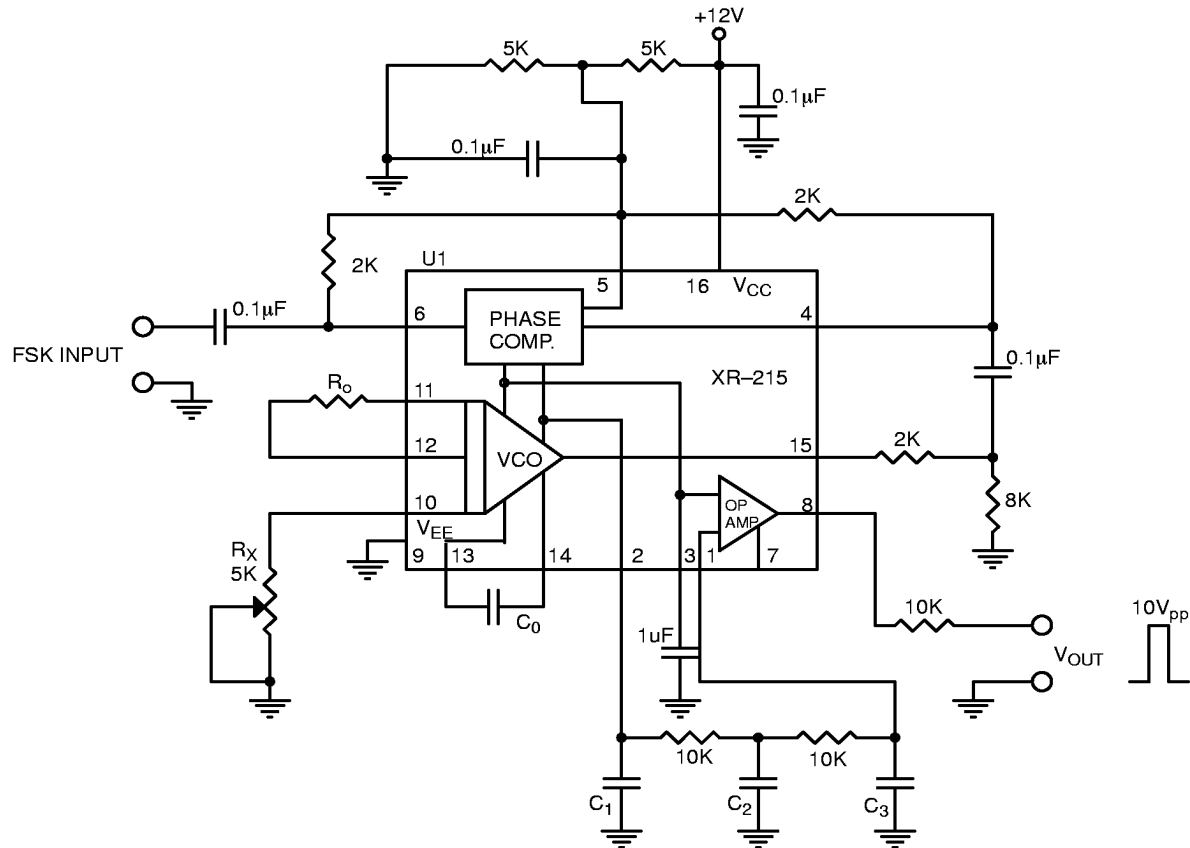 +12V
5K
5K
0.1μF
0.1μF
2K
2K
U1
5
16
VCC
0.1μF
6
PHASE
COMP.
4
FSK INPUT
0.1μF
XR–215
Ro
11
12
VCO
15
2K
10
OP
AMP
8
8K
VEE
RX
5K
9
13
14
2
3
1
7
C0
1uF
10K
10Vpp
VOUT
10K
10K
C1
C2
C3